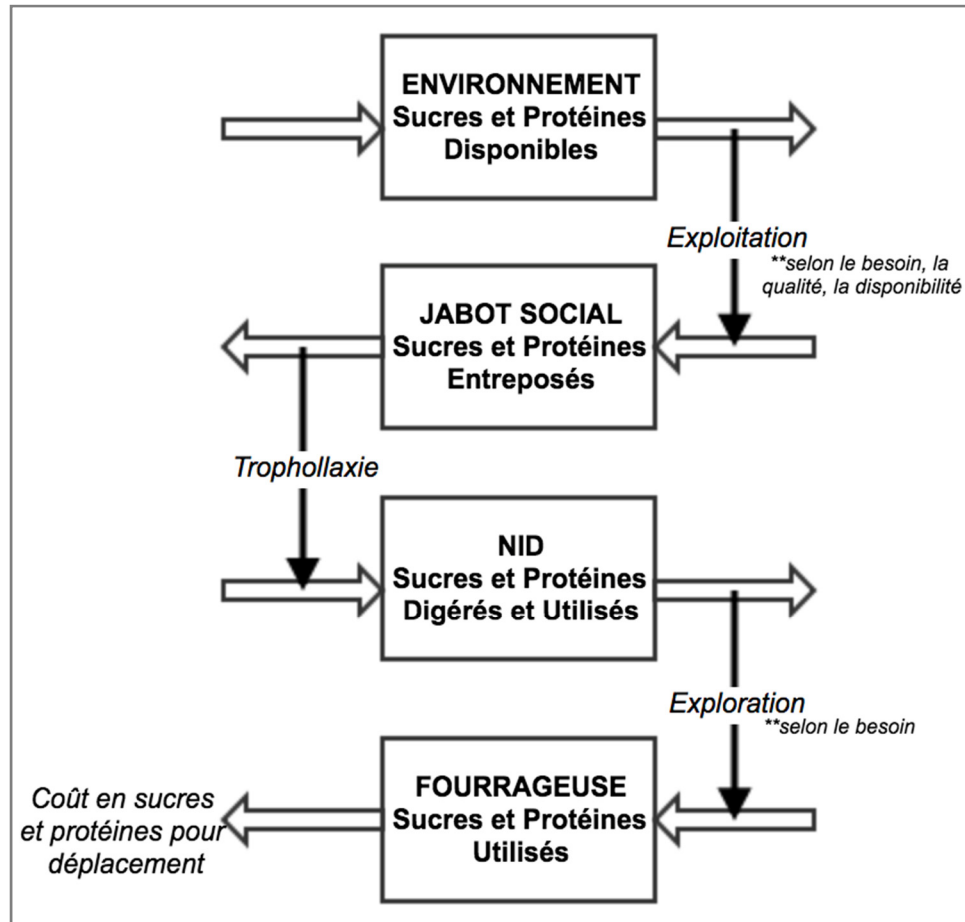 ENVIRONNEMENT
Sucres et Protéines
Disponibles
Exploitation
**selon le besoin, la
qualité, la disponibilité
JABOT SOCIAL
Sucres et Protéines
Entreposés
Trophollaxie
NID
Sucres et Protéines
Digérés et Utilisés
Exploration
**selon le besoin
FOURRAGEUSE
Sucres et Protéines
Utilisés
Coût en sucres
et protéines pour
déplacement